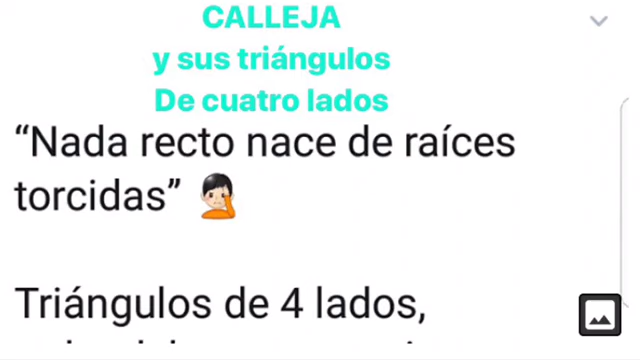 CALLEJA
y sus triángulos
De cuatro lados
“Nada recto nace de raíces
torcidas” 🤦🏻‍♂️
Triángulos de 4 lados,